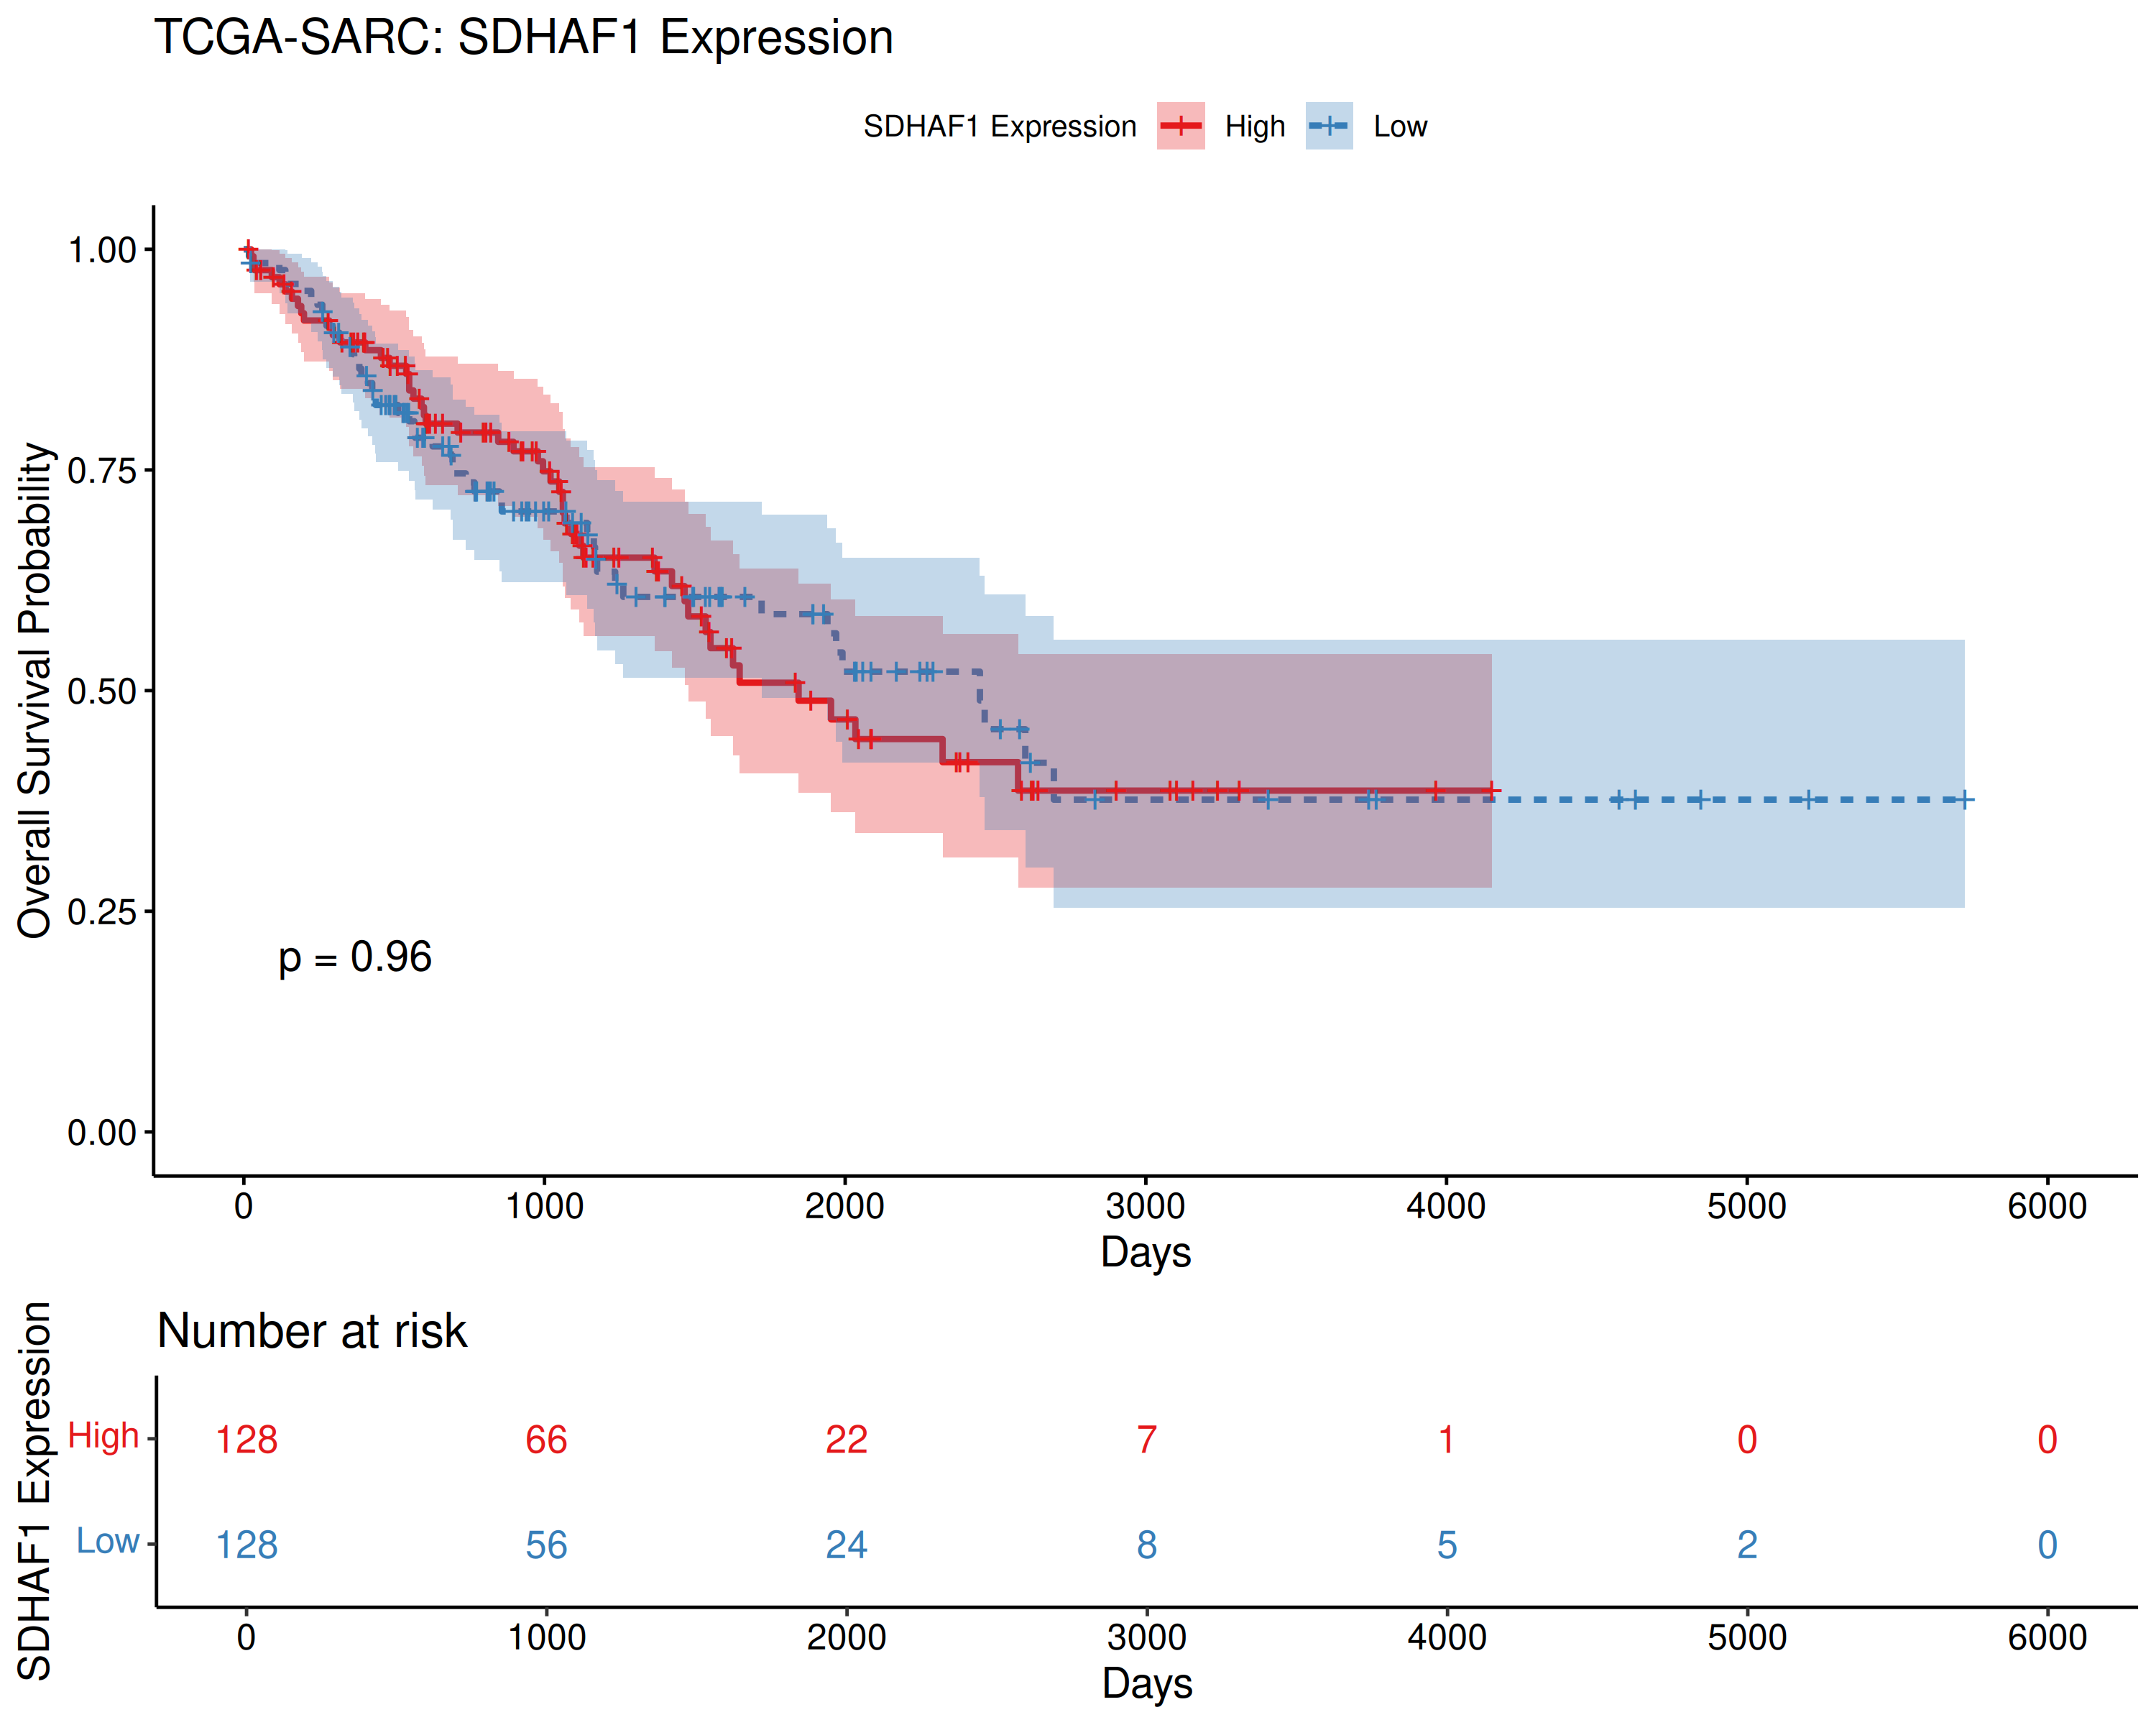 TCGA-SARC: SDHAF1 Expression
SDHAF1 Expression High Low
Overall Survival Probability
1.00
0.75
0.50
0.25
0.00
p = 0.96
0 1000 2000 3000 4000 5000 6000
Days
Number at risk
SDHAF1 Expression
High 128 66 22 7 1 0 0
Low 128 56 24 8 5 2 0
0 1000 2000 3000 4000 5000 6000
Days